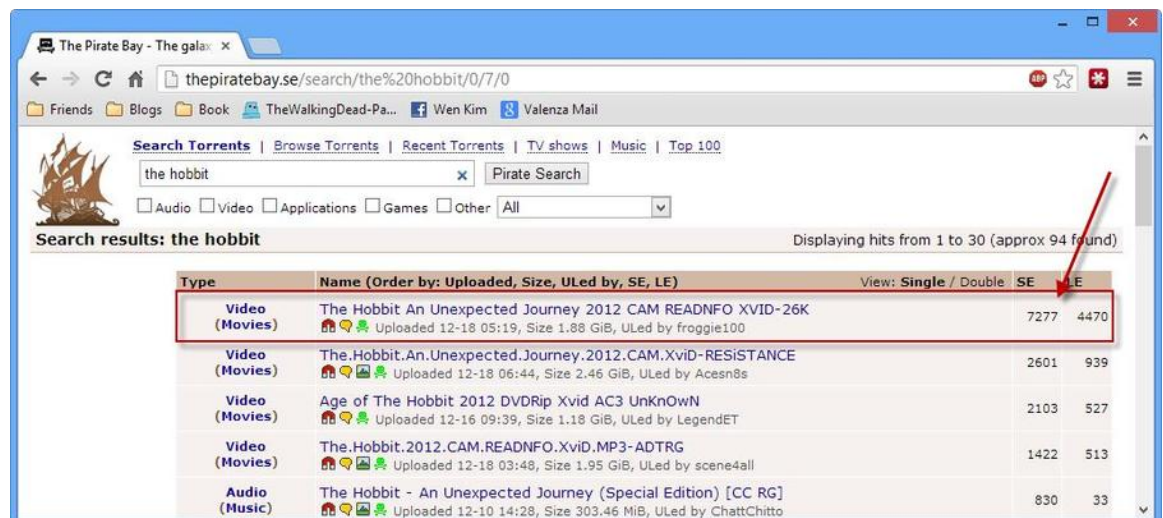 The Pirate Bay - The galax
thepiratebay.se/search/the%20hobbit/0/7/0
ABP
Friends Blogs Book TheWalkingDead-Pa... Wen Kim 8 Valenza Mail
Search Torrents | Browse Torrents | Recent Torrents | TV shows | Music | Top 100
the hobbit x Pirate Search
Audio Video Applications Games Other All
Search results: the hobbit Displaying hits from 1 to 30 (approx 94 found)
Type Name (Order by: Uploaded, Size, ULed by, SE, LE) View: Single / Double SE LE
Video The Hobbit An Unexpected Journey 2012 CAM READNFO XVID-26K 7277 4470
(Movies) Uploaded 12-18 05:19, Size 1.88 GiB, ULed by froggie100
Video The.Hobbit.An.Unexpected.Journey.2012.CAM.XviD-RESiSTANCE 2601 939
(Movies) Uploaded 12-18 06:44, Size 2.46 GiB, ULed by Acesn8s
Video Age of The Hobbit 2012 DVDRip Xvid AC3 UnKnOwN 2103 527
(Movies) Uploaded 12-16 09:39, Size 1.18 GiB, ULed by LegendET
Video The.Hobbit.2012.CAM.READNFO.XviD.MP3-ADTRG 1422 513
(Movies) Uploaded 12-18 03:48, Size 1.95 GiB, ULed by scene4all
Audio The Hobbit - An Unexpected Journey (Special Edition) [CC RG] 830 33
(Music) Uploaded 12-10 14:28, Size 303.46 MiB, ULed by ChattChitto